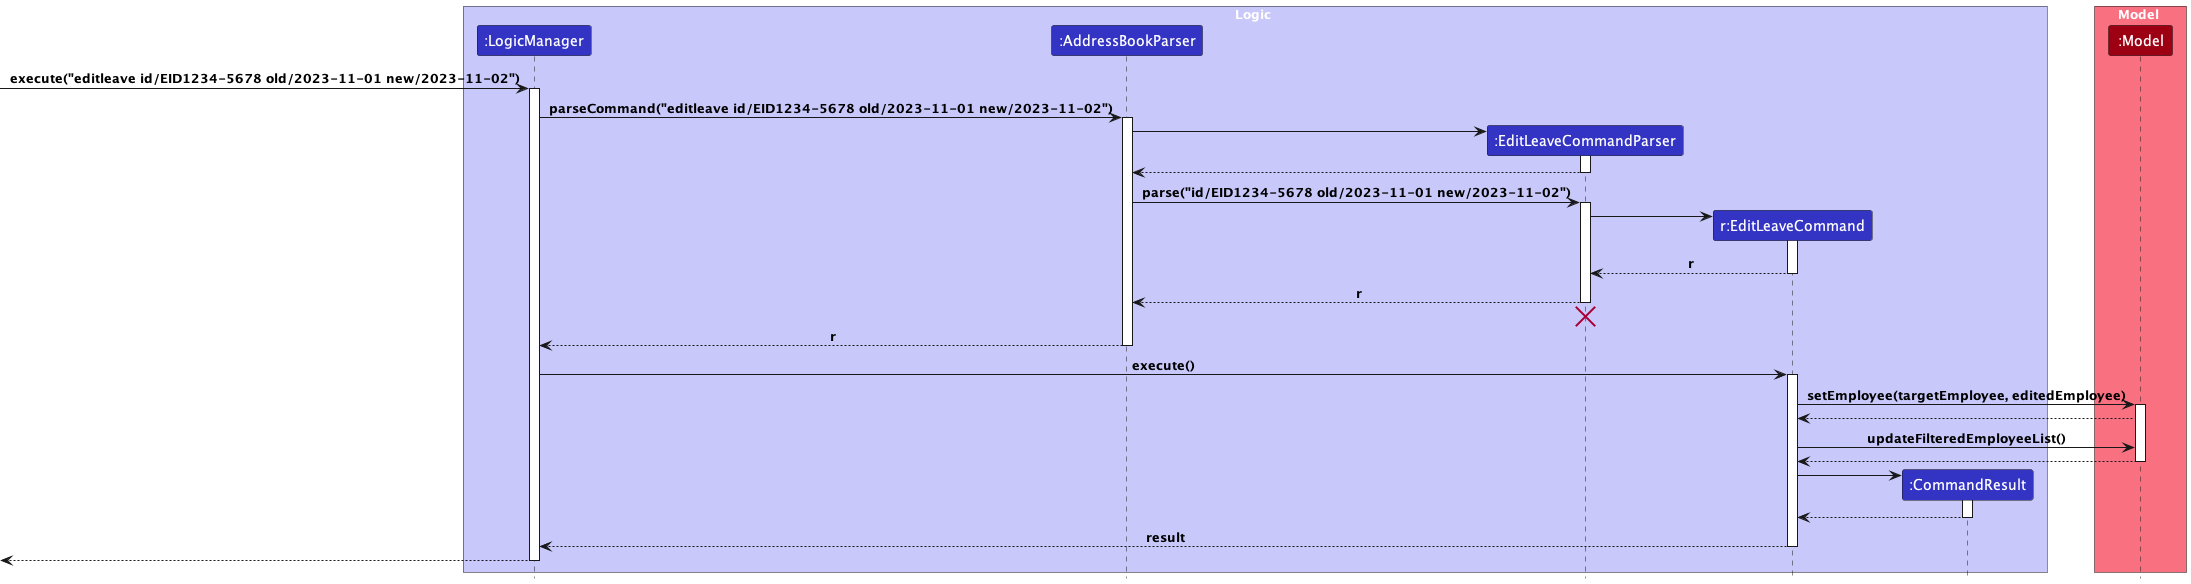 Logic
Model
:LogicManager
:AddressBookParser
:Model
execute("editleave id/EID1234-5678 old/2023-11-01 new/2023-11-02")
parseCommand("editleave id/EID1234-5678 old/2023-11-01 new/2023-11-02")
:EditLeaveCommandParser
parse("id/EID1234-5678 old/2023-11-01 new/2023-11-02")
r:EditLeaveCommand
r
r
r
execute()
setEmployee(targetEmployee, editedEmployee)
updateFilteredEmployeeList()
:CommandResult
result